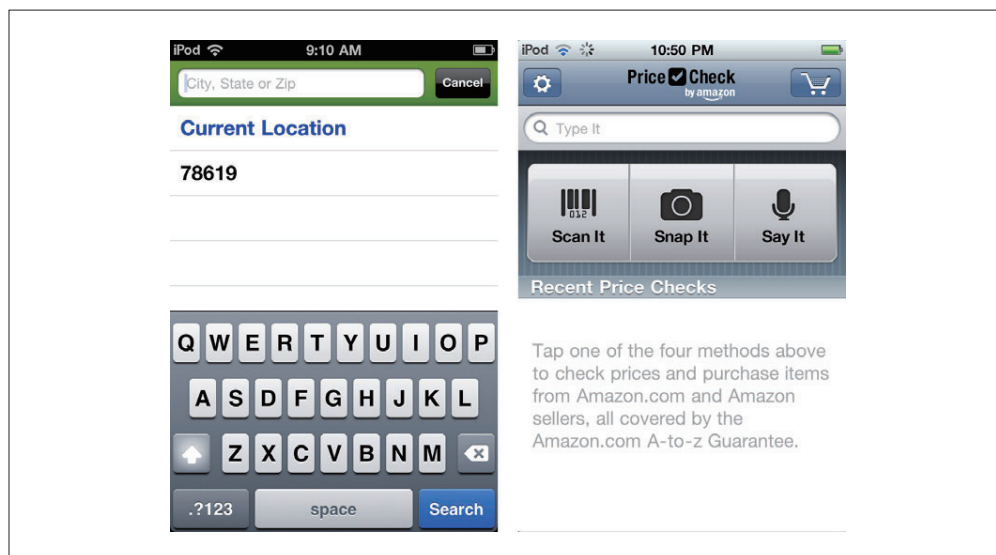 iPod 9:10 AM
City, State or Zip Cancel
Current Location
78619
Q W E R T Y U I O P
A S D F G H J K L
Z X C V B N M
.?123 space Search
iPod 10:50 PM
Price Check
by amazon
Type It
012
Scan It Snap It Say It
Recent Price Checks
Tap one of the four methods above
to check prices and purchase items
from Amazon.com and Amazon
sellers, all covered by the
Amazon.com A-to-z Guarantee.